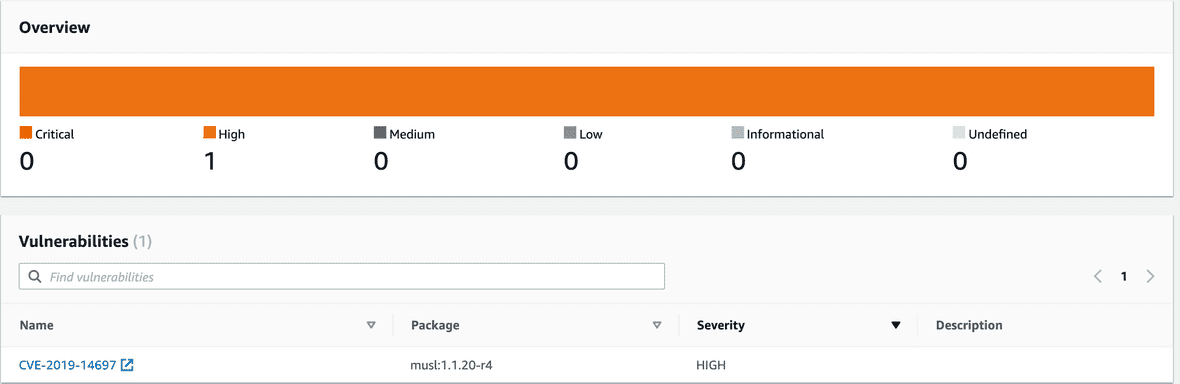 Overview
Critical High Medium Low Informational Undefined
0 1 0 0 0 0
Vulnerabilities (1)
Find vulnerabilities
1
Name Package Severity Description
CVE-2019-14697 musl:1.1.20-r4 HIGH